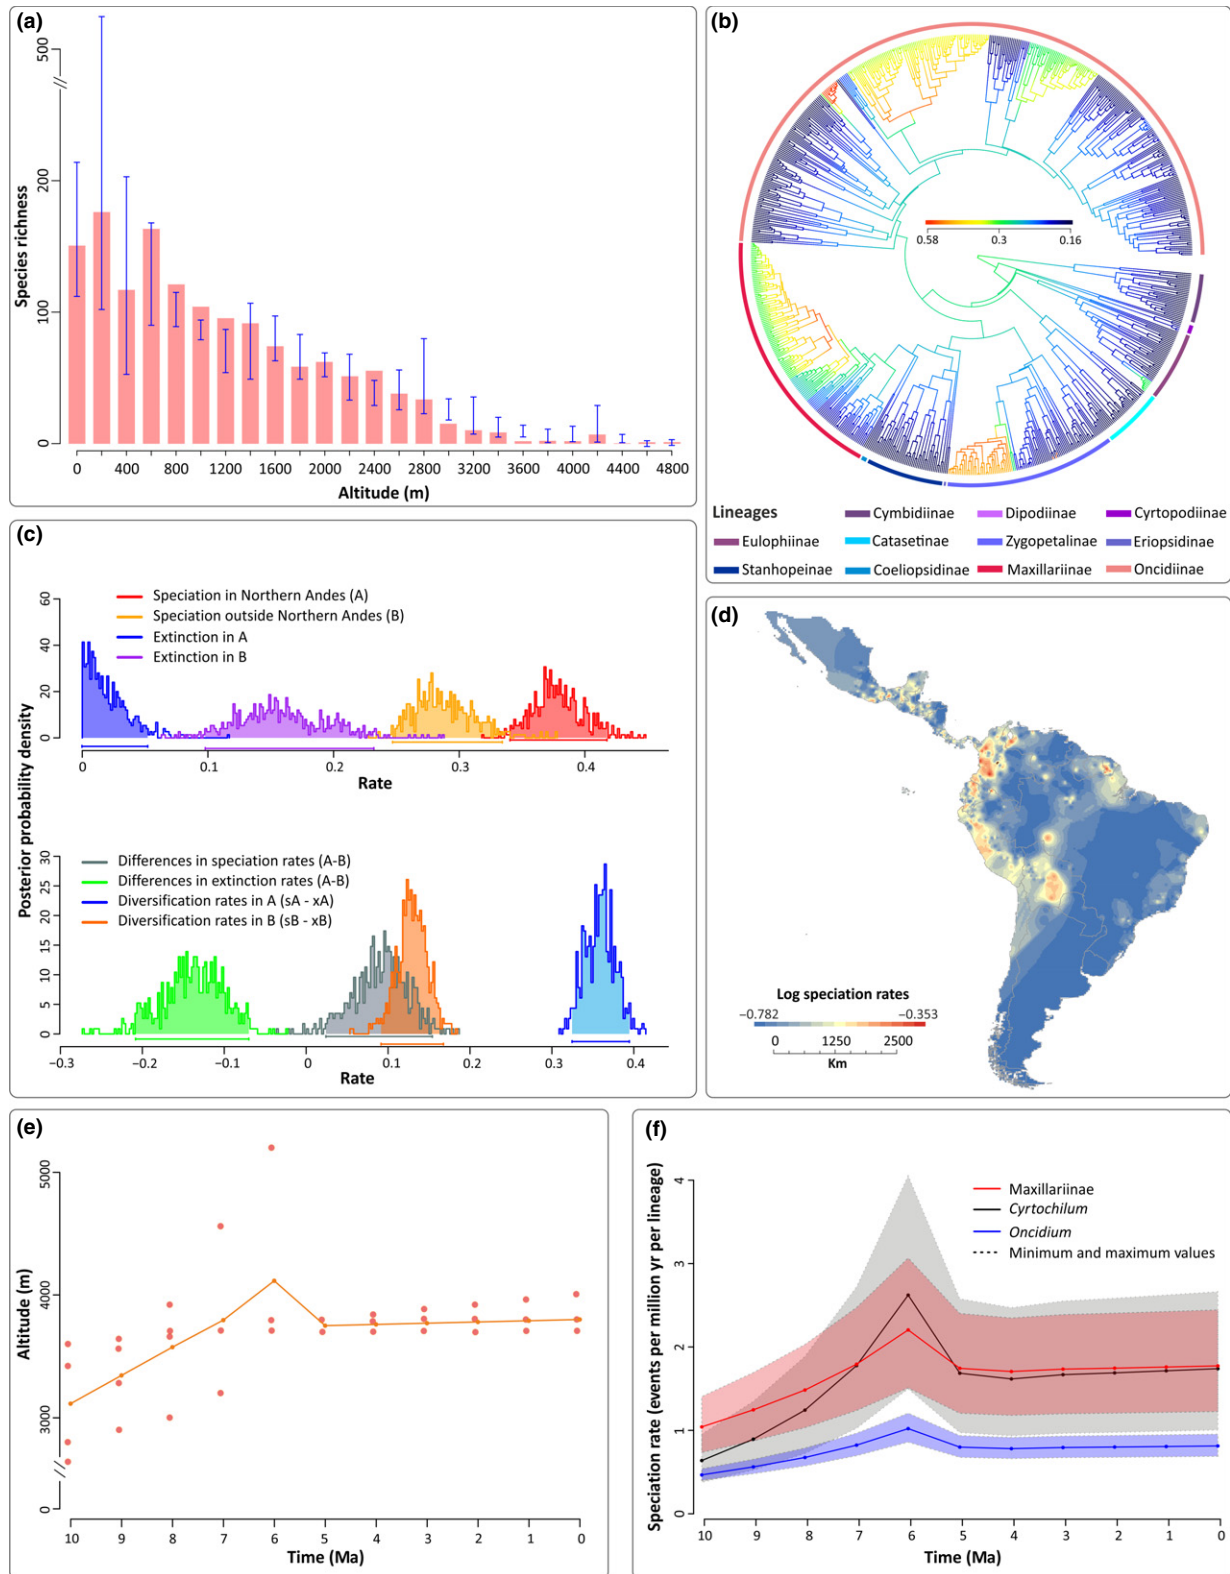 (a)
Species richness
500
200
100
0
0 400 800 1200 1600 2000 2400 2800 3200 3600 4000 4400 4800
Altitude (m)
(b)
0.58 0.3 0.16
Lineages
Cymbidiinae Dipodiinae Cyrtopodiinae
Eulophiinae Catasetinae Zygopetalinae Eriopsidinae
Stanhopeinae Coeliopsidinae Maxillariinae Oncidiinae
(c)
Posterior probability density
60
40
20
0
Speciation in Northern Andes (A)
Speciation outside Northern Andes (B)
Extinction in A
Extinction in B
0 0.1 0.2 0.3 0.4
Rate
30
25
20
15
10
5
0
Differences in speciation rates (A-B)
Differences in extinction rates (A-B)
Diversification rates in A (sA - xA)
Diversification rates in B (sB - xB)
−0.3 −0.2 −0.1 0 0.1 0.2 0.3 0.4
Rate
(d)
Log speciation rates
−0.782 −0.353
0 1250 2500
Km
(e)
Altitude (m)
5000
4000
3000
0
10 9 8 7 6 5 4 3 2 1 0
Time (Ma)
(f)
Speciation rate (events per million yr per lineage)
4
3
2
1
0
Maxillariinae
Cyrtochilum
Oncidium
Minimum and maximum values
10 9 8 7 6 5 4 3 2 1 0
Time (Ma)